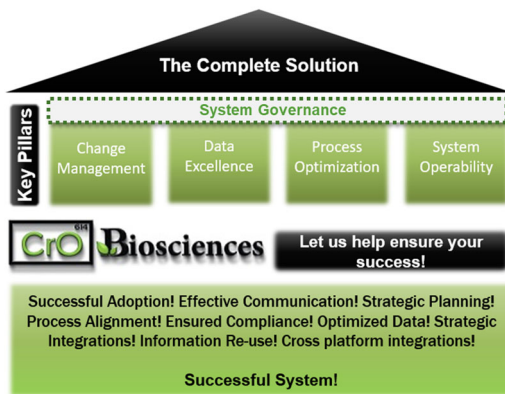 The Complete Solution
Key Pillars
System Governance
Change
Management
Data
Excellence
Process
Optimization
System
Operability
CrO
Biosciences
Let us help ensure your
success!
Successful Adoption! Effective Communication! Strategic Planning!
Process Alignment! Ensured Compliance! Optimized Data! Strategic
Integrations! Information Re-use! Cross platform integrations!
Successful System!